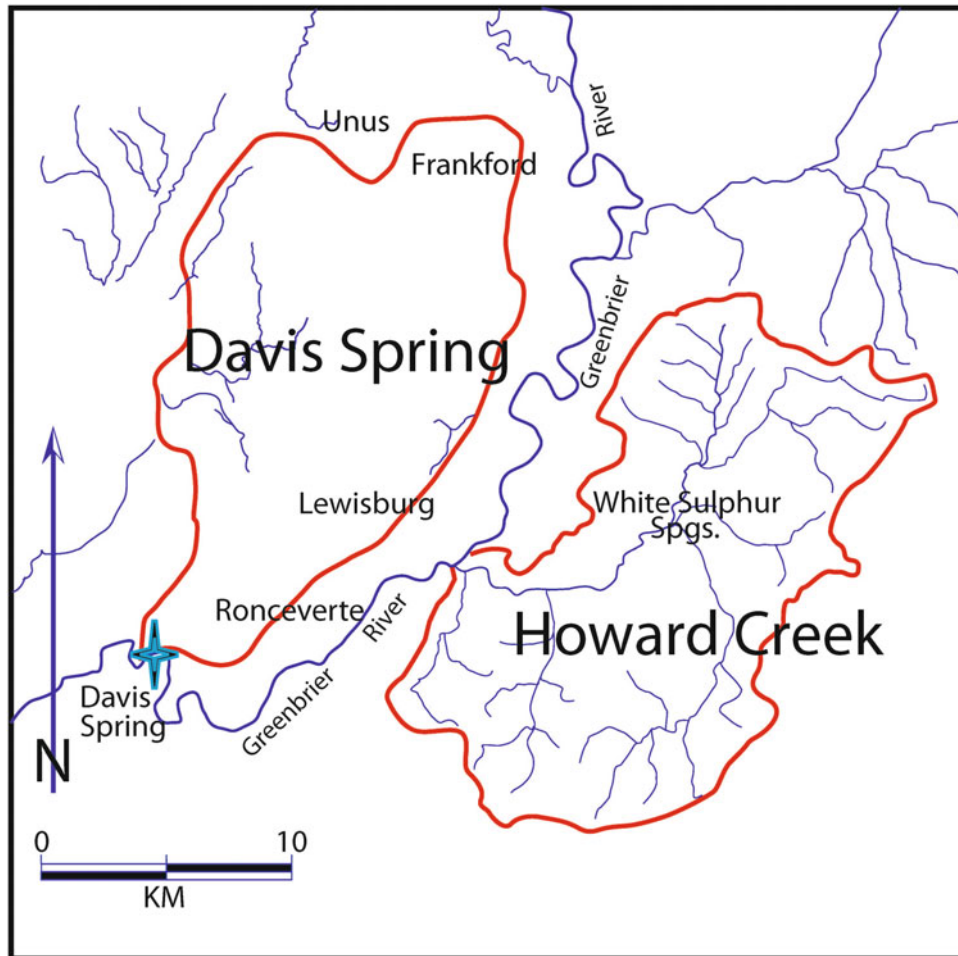 Unus
River
Frankford
Greenbrier
Davis Spring
Lewisburg
White Sulphur
Spgs.
Ronceverte
River
Howard Creek
Davis
Spring
Greenbrier
N
0 10
KM